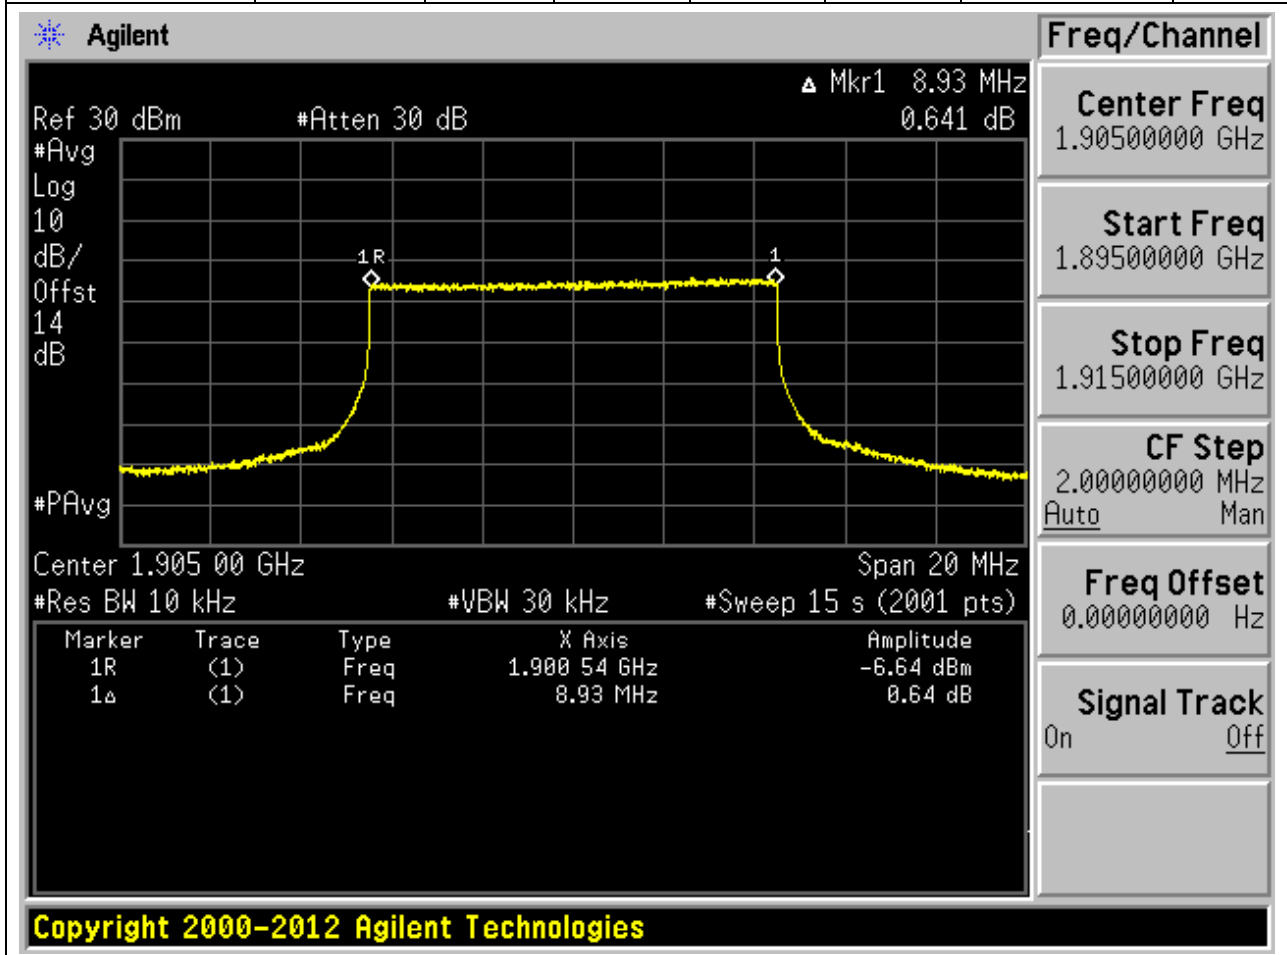 Agilent
Freq/Channel
▵ Mkr1 8.93 MHz
Ref 30 dBm #Atten 30 dB 0.641 dB
#Avg
Log
10
dB/
Offst
14
dB
1R
1
#PAvg
Center 1.905 00 GHz Span 20 MHz
#Res BW 10 kHz #VBW 30 kHz #Sweep 15 s (2001 pts)
Marker Trace Type X Axis Amplitude
1R (1) Freq 1.900 54 GHz -6.64 dBm
1▵ (1) Freq 8.93 MHz 0.64 dB
Center Freq
1.90500000 GHz
Start Freq
1.89500000 GHz
Stop Freq
1.91500000 GHz
CF Step
2.00000000 MHz
Auto Man
Freq Offset
0.00000000 Hz
Signal Track
On Off
Copyright 2000-2012 Agilent Technologies